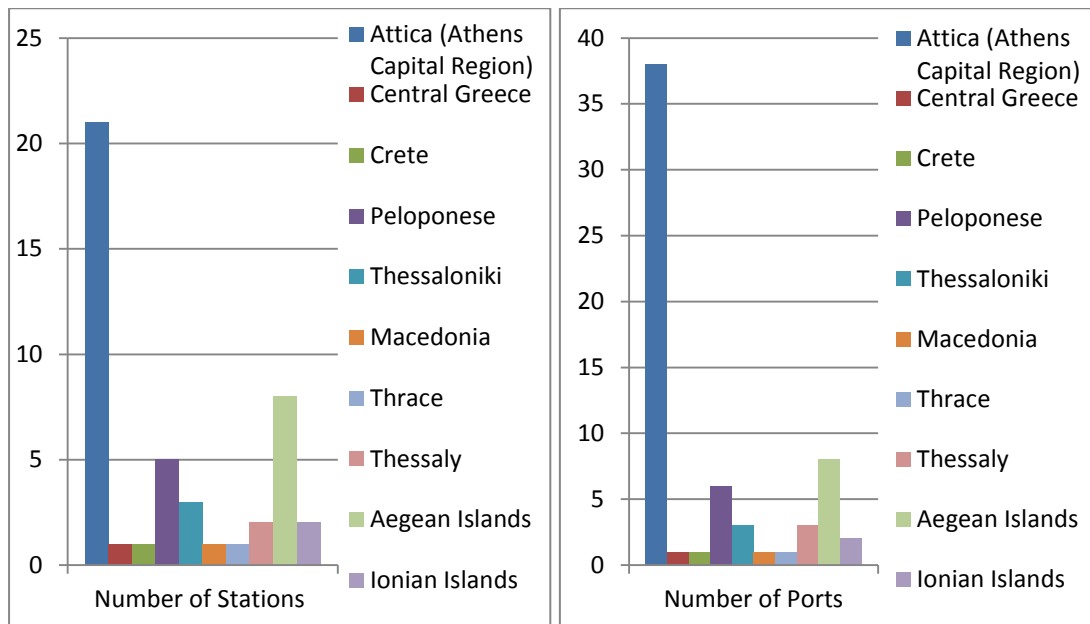 25
20
15
10
5
0
Number of Stations
Attica (Athens
Capital Region)
Central Greece
Crete
Peloponese
Thessaloniki
Macedonia
Thrace
Thessaly
Aegean Islands
Ionian Islands
40
35
30
25
20
15
10
5
0
Number of Ports
Attica (Athens
Capital Region)
Central Greece
Crete
Peloponese
Thessaloniki
Macedonia
Thrace
Thessaly
Aegean Islands
Ionian Islands